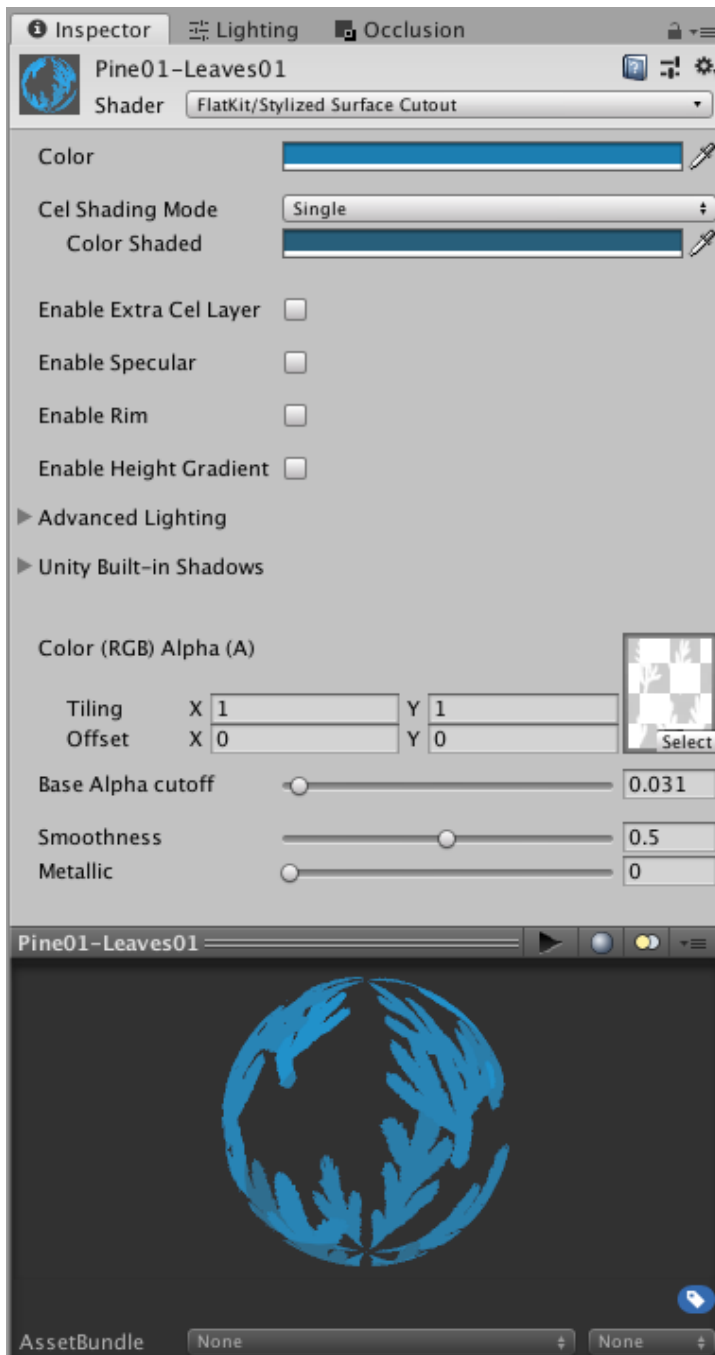 Inspector Lighting Occlusion
Pine01-Leaves01
Shader FlatKit/Stylized Surface Cutout
Color
Cel Shading Mode Single
Color Shaded
Enable Extra Cel Layer
Enable Specular
Enable Rim
Enable Height Gradient
Advanced Lighting
Unity Built-in Shadows
Color (RGB) Alpha (A)
Tiling X 1 Y 1
Offset X 0 Y 0
Select
Base Alpha cutoff 0.031
Smoothness 0.5
Metallic 0
Pine01-Leaves01
AssetBundle None None